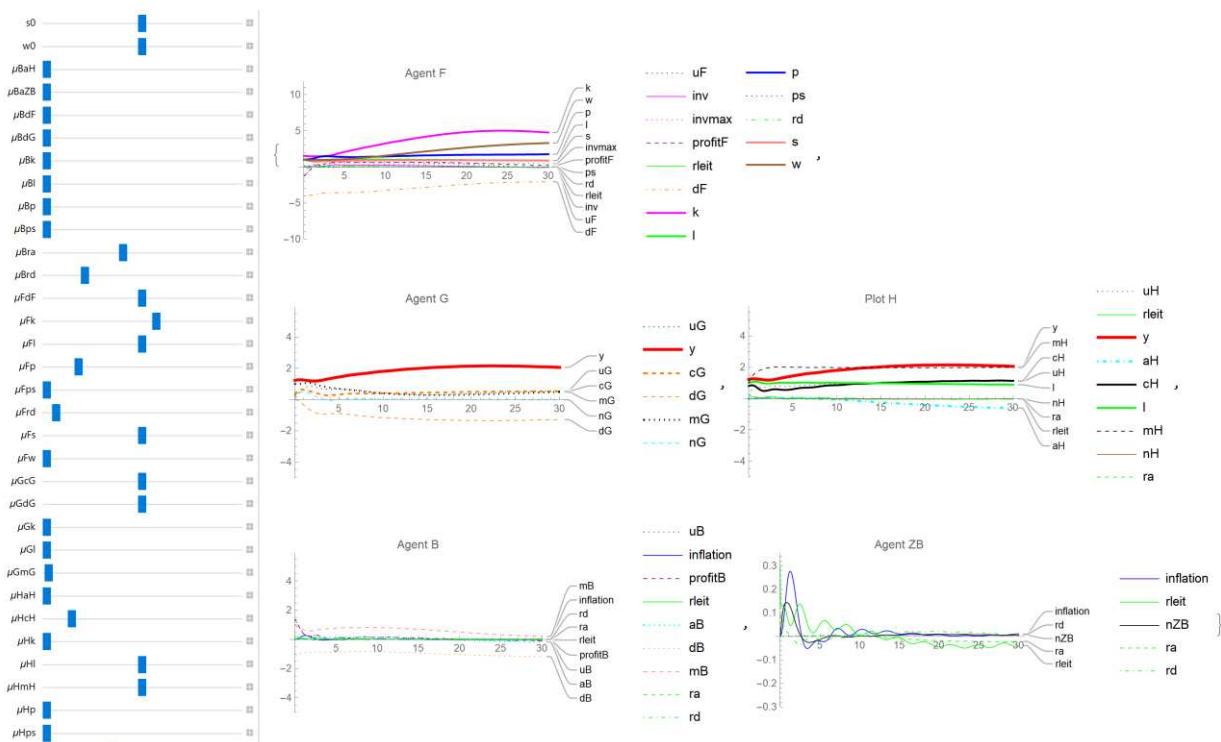 s0
w0
μBaH
μBaZB
μBdF
μBdG
μBk
μBl
μBp
μBps
μBra
μBrd
μFdF
μFk
μFl
μFp
μFps
μFrd
μFs
μFw
μGcG
μGdG
μGk
μGl
μGmG
μHaH
μHcH
μHk
μHl
μHmH
μHp
μHps
{
Agent F
10
5
-5
-10
5 10 15 20 25 30
k
w
p
l
s
invmax
profitF
ps
rd
rleit
inv
uF
dF
uF
inv
invmax
profitF
rleit
dF
k
l
p
ps
rd
s
w
,
Agent G
4
2
-2
-4
5 10 15 20 25 30
y
uG
cG
mG
nG
dG
uG
y
cG
dG
mG
nG
,
Plot H
4
2
-2
-4
5 10 15 20 25 30
y
mH
cH
uH
l
nH
ra
rleit
aH
uH
rleit
y
aH
cH
l
mH
nH
ra
,
Agent B
4
2
-2
-4
5 10 15 20 25 30
mB
inflation
rd
ra
rleit
profitB
uB
aB
dB
uB
inflation
profitB
rleit
aB
dB
mB
ra
rd
,
Agent ZB
0.3
0.2
0.1
-0.1
-0.2
-0.3
5 10 15 20 25 30
inflation
rd
nZB
ra
rleit
inflation
rleit
nZB
ra
rd
}